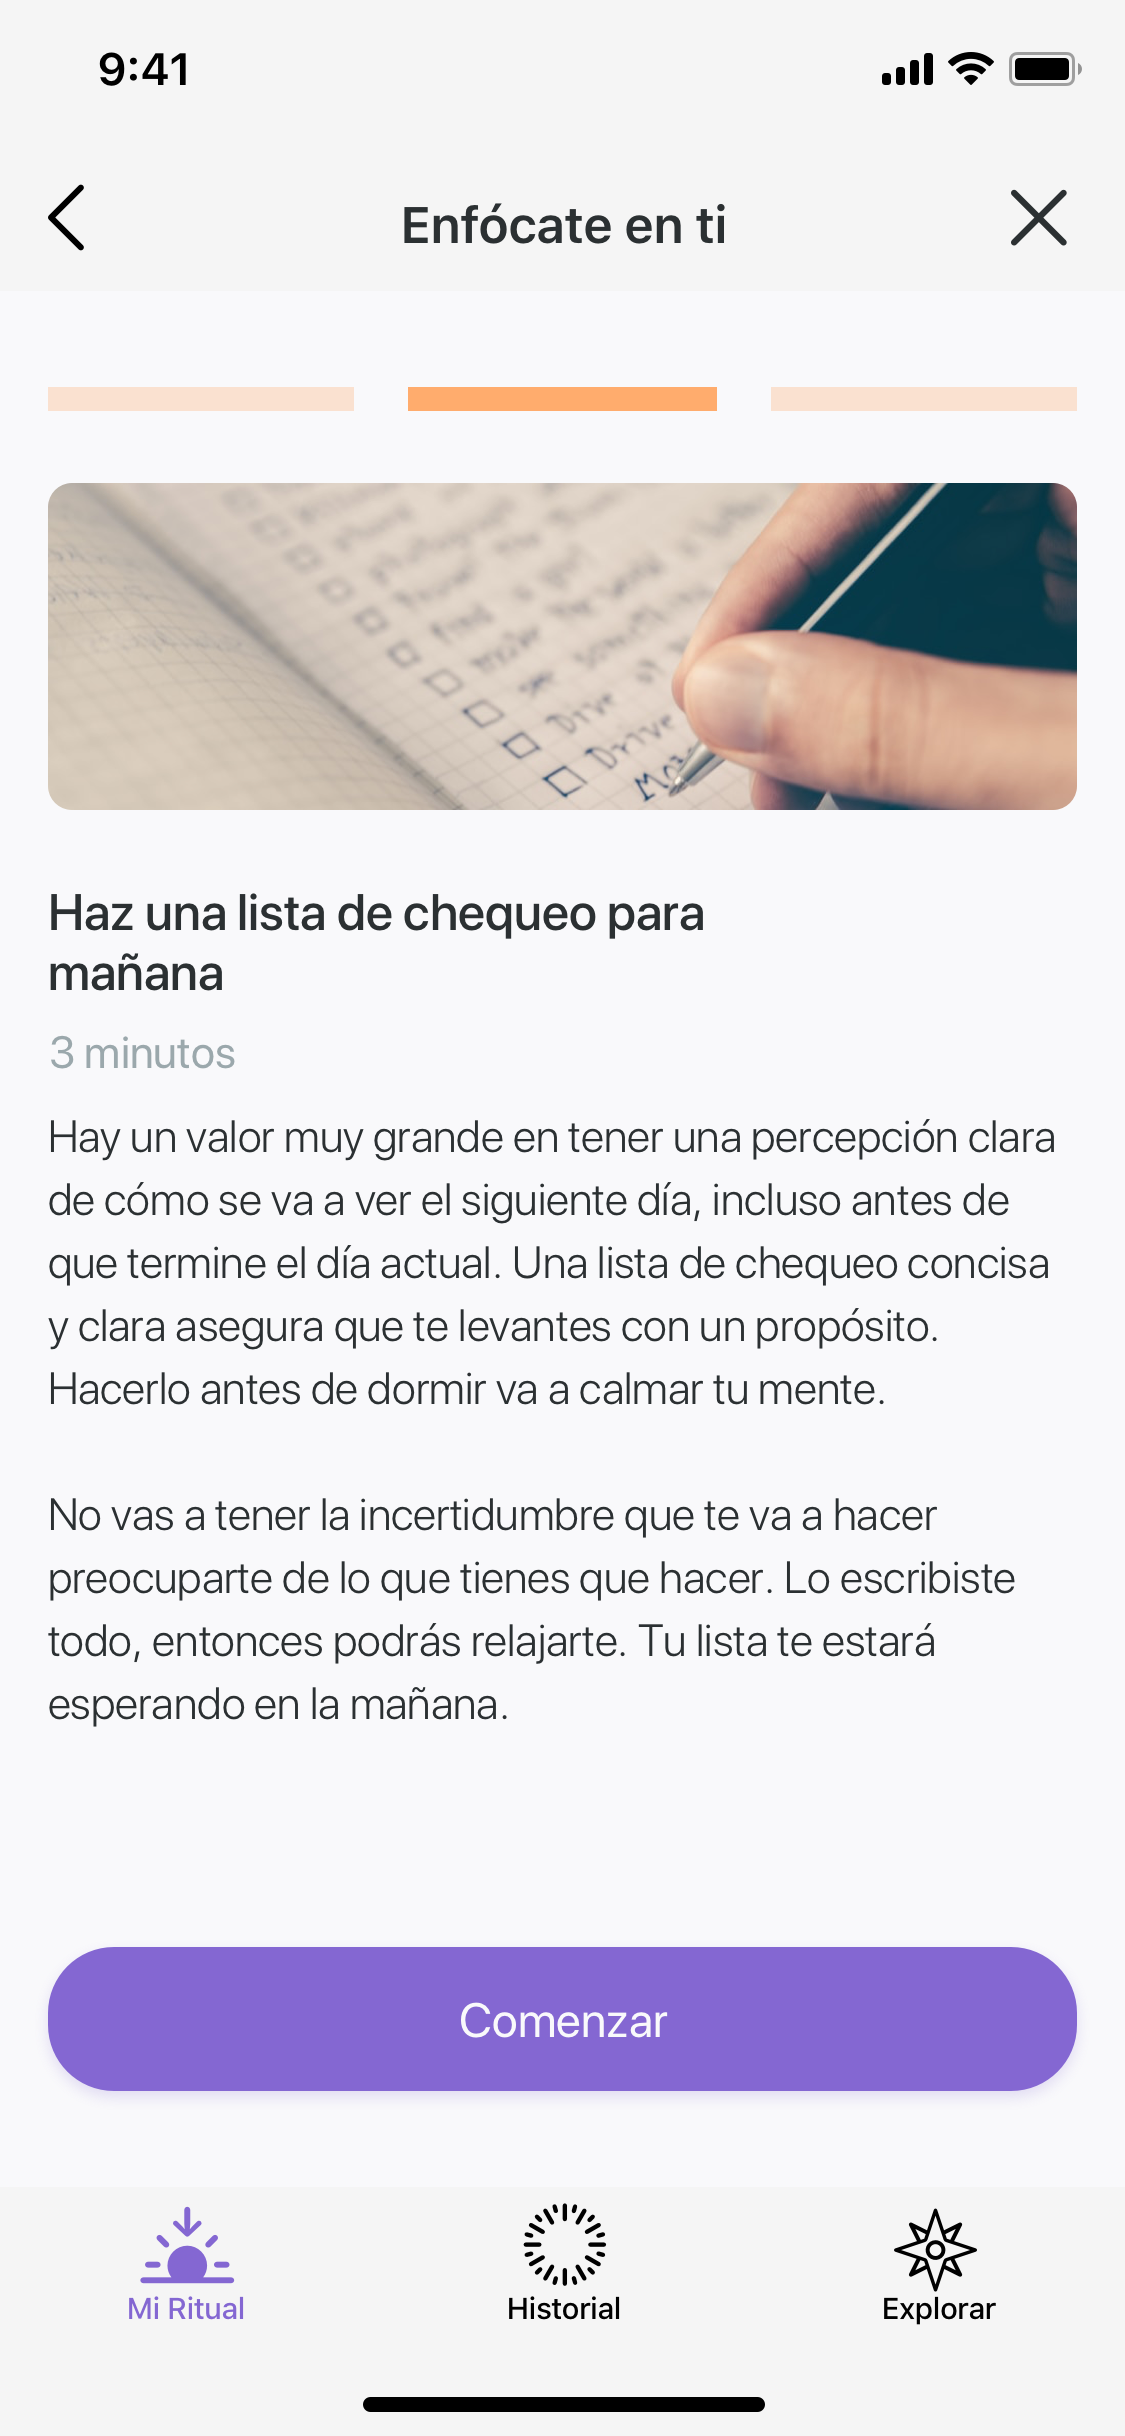 9:41
Enfócate en ti
Drive
Drive
Haz una lista de chequeo para
mañana
3 minutos
Hay un valor muy grande en tener una percepción clara
de cómo se va a ver el siguiente día, incluso antes de
que termine el día actual. Una lista de chequeo concisa
y clara asegura que te levantes con un propósito.
Hacerlo antes de dormir va a calmar tu mente.
No vas a tener la incertidumbre que te va a hacer
preocuparte de lo que tienes que hacer. Lo escribiste
todo, entonces podrás relajarte. Tu lista te estará
esperando en la mañana.
Comenzar
Mi Ritual
Historial
Explorar